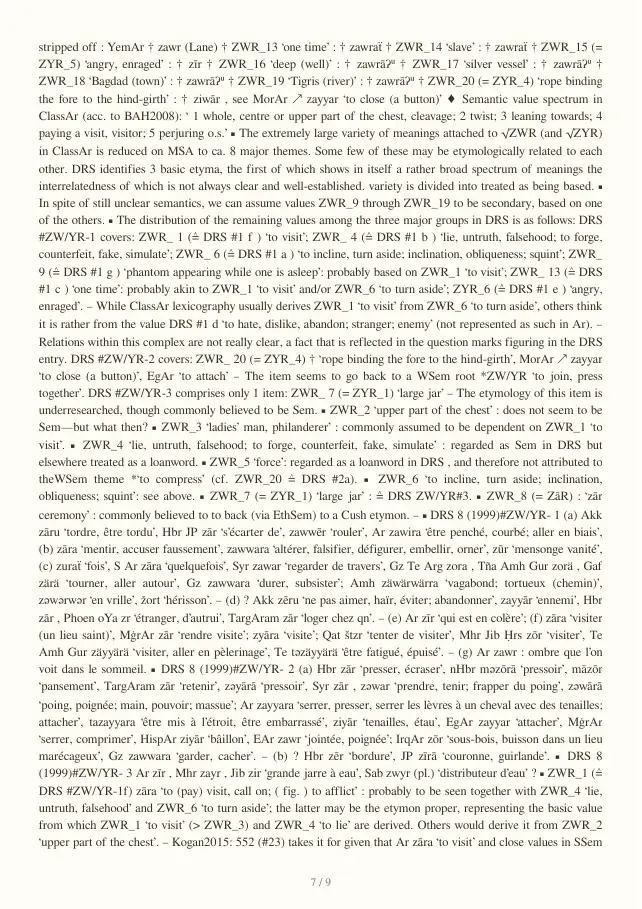 stripped off : YemAr † zawr (Lane) † ZWR_13 ‘one time’ : † zawraẗ † ZWR_14 ‘slave’ : † zawraẗ † ZWR_15 (=
ZYR_5) ‘angry, enraged’ : † zīr † ZWR_16 ‘deep (well)’ : † zawrāʔᵘ † ZWR_17 ‘silver vessel’ : † zawrāʔᵘ †
ZWR_18 ‘Bagdad (town)’ : † zawrāʔᵘ † ZWR_19 ‘Tigris (river)’ : † zawrāʔᵘ † ZWR_20 (= ZYR_4) ‘rope binding
the fore to the hind-girth’ : † ziwār , see MorAr ↗ zayyar ‘to close (a button)’ ♦ Semantic value spectrum in
ClassAr (acc. to BAH2008): ‘ 1 whole, centre or upper part of the chest, cleavage; 2 twist; 3 leaning towards; 4
paying a visit, visitor; 5 perjuring o.s.’ ▪ The extremely large variety of meanings attached to √ZWR (and √ZYR)
in ClassAr is reduced on MSA to ca. 8 major themes. Some few of these may be etymologically related to each
other. DRS identifies 3 basic etyma, the first of which shows in itself a rather broad spectrum of meanings the
interrelatedness of which is not always clear and well-established. variety is divided into treated as being based. ▪
In spite of still unclear semantics, we can assume values ZWR_9 through ZWR_19 to be secondary, based on one
of the others. ▪ The distribution of the remaining values among the three major groups in DRS is as follows: DRS
#ZW/YR-1 covers: ZWR_ 1 (≙ DRS #1 f ) ‘to visit’; ZWR_ 4 (≙ DRS #1 b ) ‘lie, untruth, falsehood; to forge,
counterfeit, fake, simulate’; ZWR_ 6 (≙ DRS #1 a ) ‘to incline, turn aside; inclination, obliqueness; squint’; ZWR_
9 (≙ DRS #1 g ) ‘phantom appearing while one is asleep’: probably based on ZWR_1 ‘to visit’; ZWR_ 13 (≙ DRS
#1 c ) ‘one time’: probably akin to ZWR_1 ‘to visit’ and/or ZWR_6 ‘to turn aside’; ZYR_6 (≙ DRS #1 e ) ‘angry,
enraged’. – While ClassAr lexicography usually derives ZWR_1 ‘to visit’ from ZWR_6 ‘to turn aside’, others think
it is rather from the value DRS #1 d ‘to hate, dislike, abandon; stranger; enemy’ (not represented as such in Ar). –
Relations within this complex are not really clear, a fact that is reflected in the question marks figuring in the DRS
entry. DRS #ZW/YR-2 covers: ZWR_ 20 (= ZYR_4) † ‘rope binding the fore to the hind-girth’, MorAr ↗ zayyar
‘to close (a button)’, EgAr ‘to attach’ – The item seems to go back to a WSem root *ZW/YR ‘to join, press
together’. DRS #ZW/YR-3 comprises only 1 item: ZWR_ 7 (= ZYR_1) ‘large jar’ – The etymology of this item is
underresearched, though commonly believed to be Sem. ▪ ZWR_2 ‘upper part of the chest’ : does not seem to be
Sem—but what then? ▪ ZWR_3 ‘ladies’ man, philanderer’ : commonly assumed to be dependent on ZWR_1 ‘to
visit’. ▪ ZWR_4 ‘lie, untruth, falsehood; to forge, counterfeit, fake, simulate’ : regarded as Sem in DRS but
elsewhere treated as a loanword. ▪ ZWR_5 ‘force’: regarded as a loanword in DRS , and therefore not attributed to
theWSem theme *‘to compress’ (cf. ZWR_20 ≙ DRS #2a). ▪ ZWR_6 ‘to incline, turn aside; inclination,
obliqueness; squint’: see above. ▪ ZWR_7 (= ZYR_1) ‘large jar’ : ≙ DRS ZW/YR#3. ▪ ZWR_8 (= ZāR) : ‘zār
ceremony’ : commonly believed to to back (via EthSem) to a Cush etymon. – ▪ DRS 8 (1999)#ZW/YR- 1 (a) Akk
zāru ‘tordre, être tordu’, Hbr JP zār ‘s’écarter de’, zawwēr ‘rouler’, Ar zawira ‘être penché, courbé; aller en biais’,
(b) zāra ‘mentir, accuser faussement’, zawwara ‘altérer, falsifier, défigurer, embellir, orner’, zūr ‘mensonge vanité’,
(c) zuraẗ ‘fois’, S Ar zāra ‘quelquefois’, Syr zawar ‘regarder de travers’, Gz Te Arg zora , Tña Amh Gur zorä , Gaf
zärä ‘tourner, aller autour’, Gz zawwara ‘durer, subsister’; Amh zäwärwärra ‘vagabond; tortueux (chemin)’,
zəwərwər ‘en vrille’, žort ‘hérisson’. – (d) ? Akk zēru ‘ne pas aimer, haïr, éviter; abandonner’, zayyār ‘ennemi’, Hbr
zār , Phoen oYa zr ‘étranger, d’autrui’, TargAram zār ‘loger chez qn’. – (e) Ar zīr ‘qui est en colère’; (f) zāra ‘visiter
(un lieu saint)’, MġrAr zār ‘rendre visite’; zyāra ‘visite’; Qat štzr ‘tenter de visiter’, Mhr Jib Ḥrs zōr ‘visiter’, Te
Amh Gur zäyyärä ‘visiter, aller en pèlerinage’, Te təzäyyärä ‘être fatigué, épuisé’. – (g) Ar zawr : ombre que l’on
voit dans le sommeil. ▪ DRS 8 (1999)#ZW/YR- 2 (a) Hbr zār ‘presser, écraser’, nHbr məzōrā ‘pressoir’, māzōr
‘pansement’, TargAram zār ‘retenir’, zəyārā ‘pressoir’, Syr zār , zəwar ‘prendre, tenir; frapper du poing’, zəwārā
‘poing, poignée; main, pouvoir; massue’; Ar zayyara ‘serrer, presser, serrer les lèvres à un cheval avec des tenailles;
attacher’, tazayyara ‘être mis à l’étroit, être embarrassé’, ziyār ‘tenailles, étau’, EgAr zayyar ‘attacher’, MġrAr
‘serrer, comprimer’, HispAr ziyār ‘bâillon’, EAr zawr ‘jointée, poignée’; IrqAr zōr ‘sous-bois, buisson dans un lieu
marécageux’, Gz zawwara ‘garder, cacher’. – (b) ? Hbr zēr ‘bordure’, JP zīrā ‘couronne, guirlande’. ▪ DRS 8
(1999)#ZW/YR- 3 Ar zīr , Mhr zayr , Jib zir ‘grande jarre à eau’, Sab zwyr (pl.) ‘distributeur d’eau’ ? ▪ ZWR_1 (≙
DRS #ZW/YR-1f) zāra ‘to (pay) visit, call on; ( fig. ) to afflict’ : probably to be seen together with ZWR_4 ‘lie,
untruth, falsehood’ and ZWR_6 ‘to turn aside’; the latter may be the etymon proper, representing the basic value
from which ZWR_1 ‘to visit’ (> ZWR_3) and ZWR_4 ‘to lie’ are derived. Others would derive it from ZWR_2
‘upper part of the chest’. – Kogan2015: 552 (#23) takes it for given that Ar zāra ‘to visit’ and close values in SSem
7 / 9